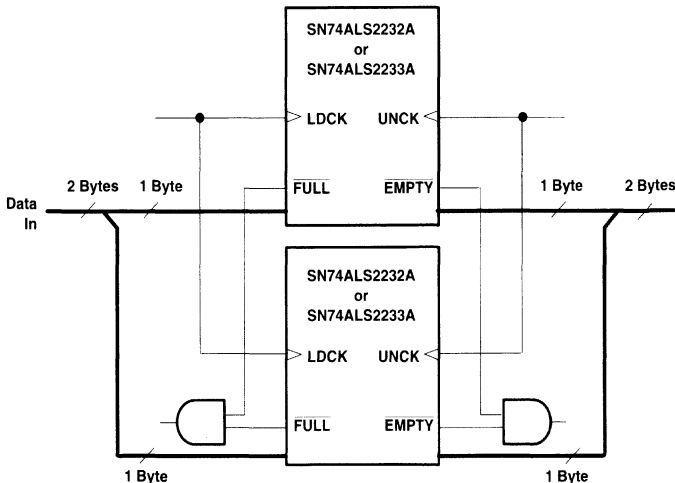 SN74ALS2232A
or
SN74ALS2233A
LDCK UNCK
FULL EMPTY
2 Bytes 1 Byte 1 Byte 2 Bytes
Data
In
SN74ALS2232A
or
SN74ALS2233A
LDCK UNCK
FULL EMPTY
1 Byte 1 Byte